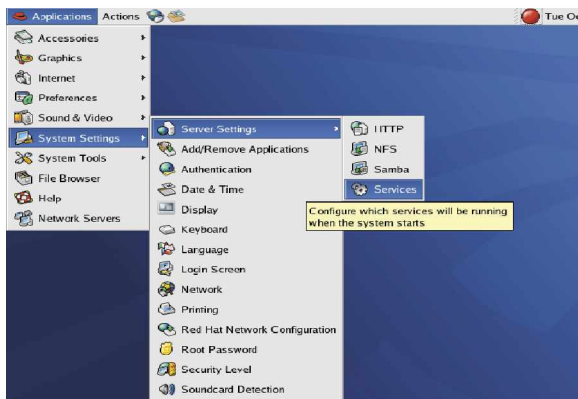 Applications Actions
Tue Oc
Accessories
Graphics
Internet
Preferences
Sound & Video
System Settings
System Tools
File Browser
Help
Network Servers
Server Settings
Add/Remove Applications
Authentication
Date & Time
Display
Keyboard
Language
Login Screen
Network
Printing
Red Hat Network Configuration
Root Password
Security Level
Soundcard Detection
HTTP
NFS
Samba
Services
Configure which services will be running
when the system starts